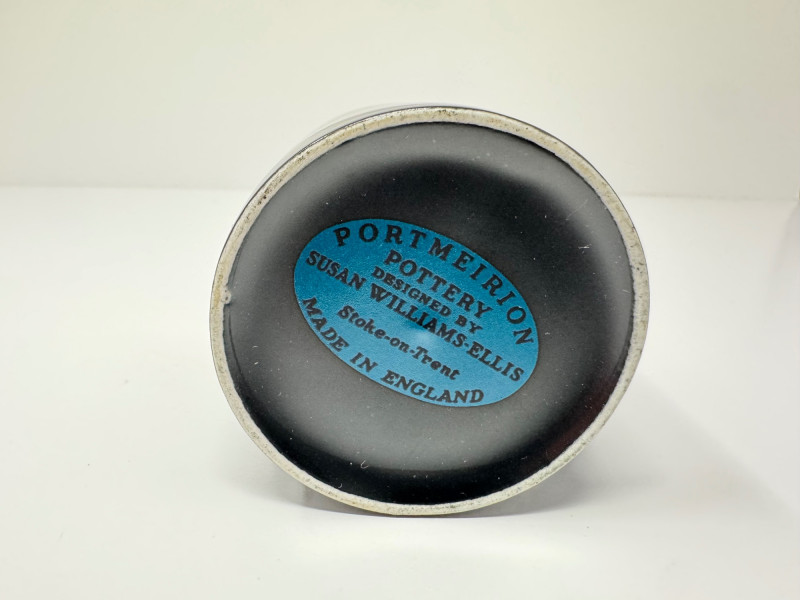 PORTMEIRION
POTTERY
DESIGNED BY
SUSAN WILLIAMS-ELLIS
Stoke-on-Trent
MADE IN ENGLAND